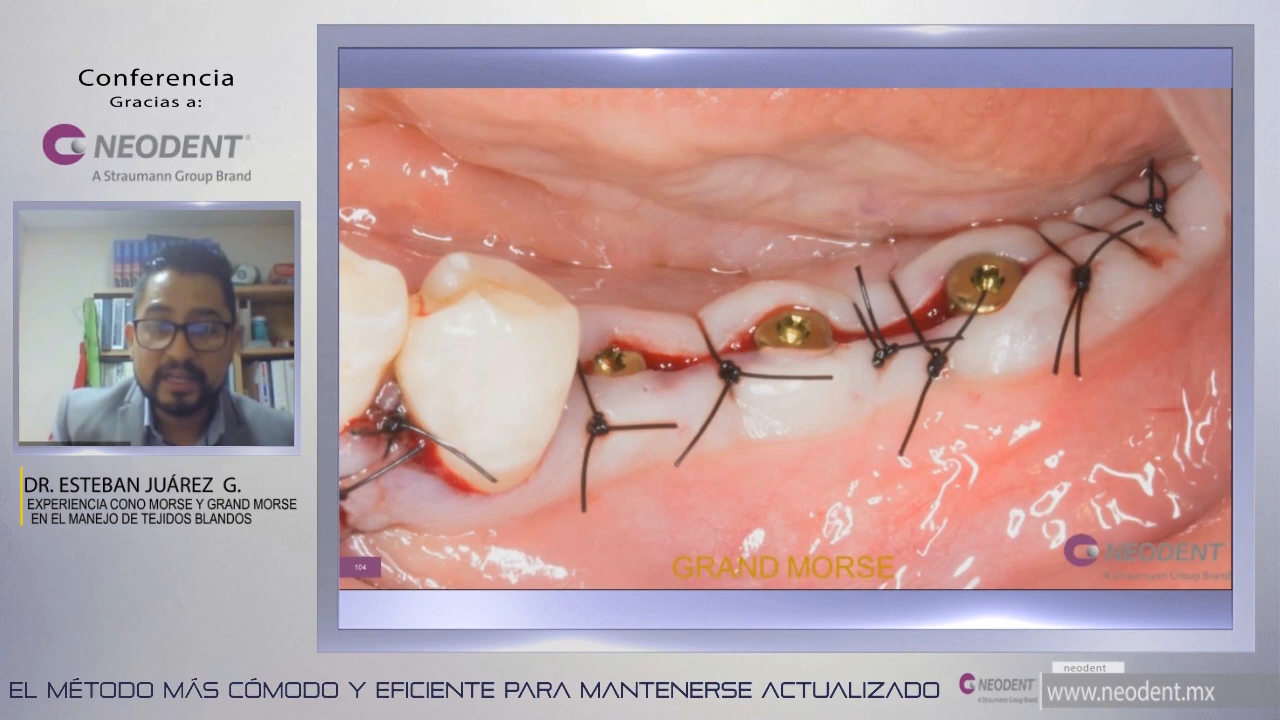 Conferencia
Gracias a:
NEODENT®
A Straumann Group Brand
DR. ESTEBAN JUÁREZ G.
EXPERIENCIA CONO MORSE Y GRAND MORSE
EN EL MANEJO DE TEJIDOS BLANDOS
104
GRAND MORSE
NEODENT
A Straumann Group Brand
EL MÉTODO MÁS CÓMODO Y EFICIENTE PARA MANTENERSE ACTUALIZADO
NEODENT
A Straumann Group Brand
neodent
www.neodent.mx